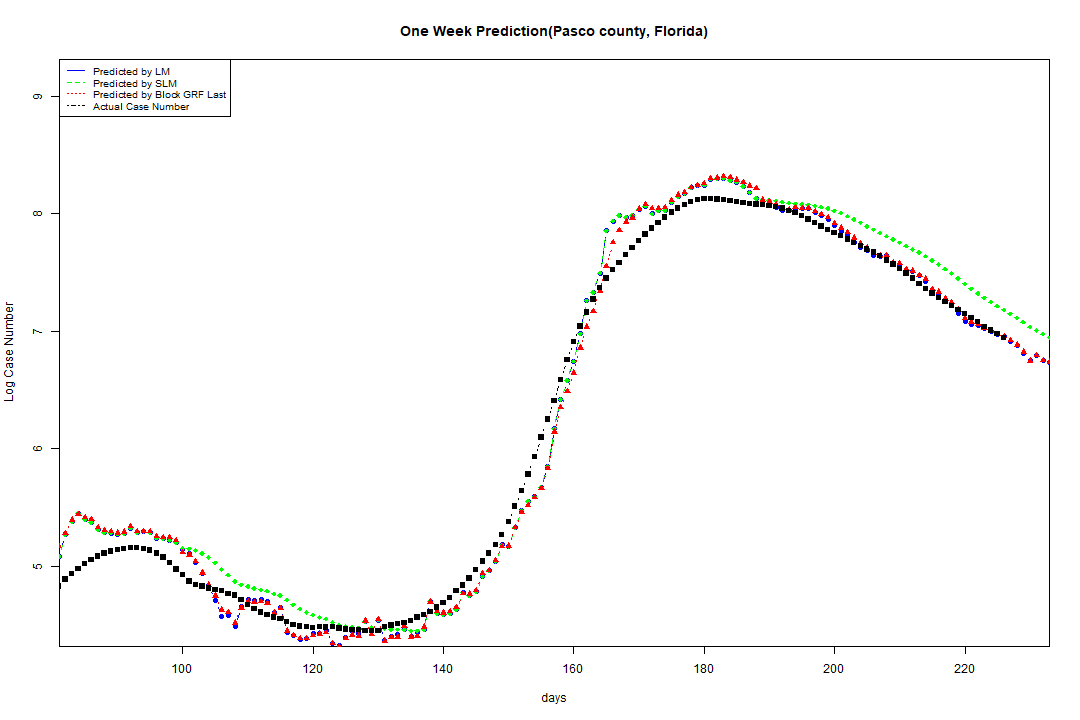 One Week Prediction(Pasco county, Florida)
Predicted by LM
Predicted by SLM
Predicted by Block GRF Last
Actual Case Number
9
8
7
6
5
Log Case Number
100 120 140 160 180 200 220
days